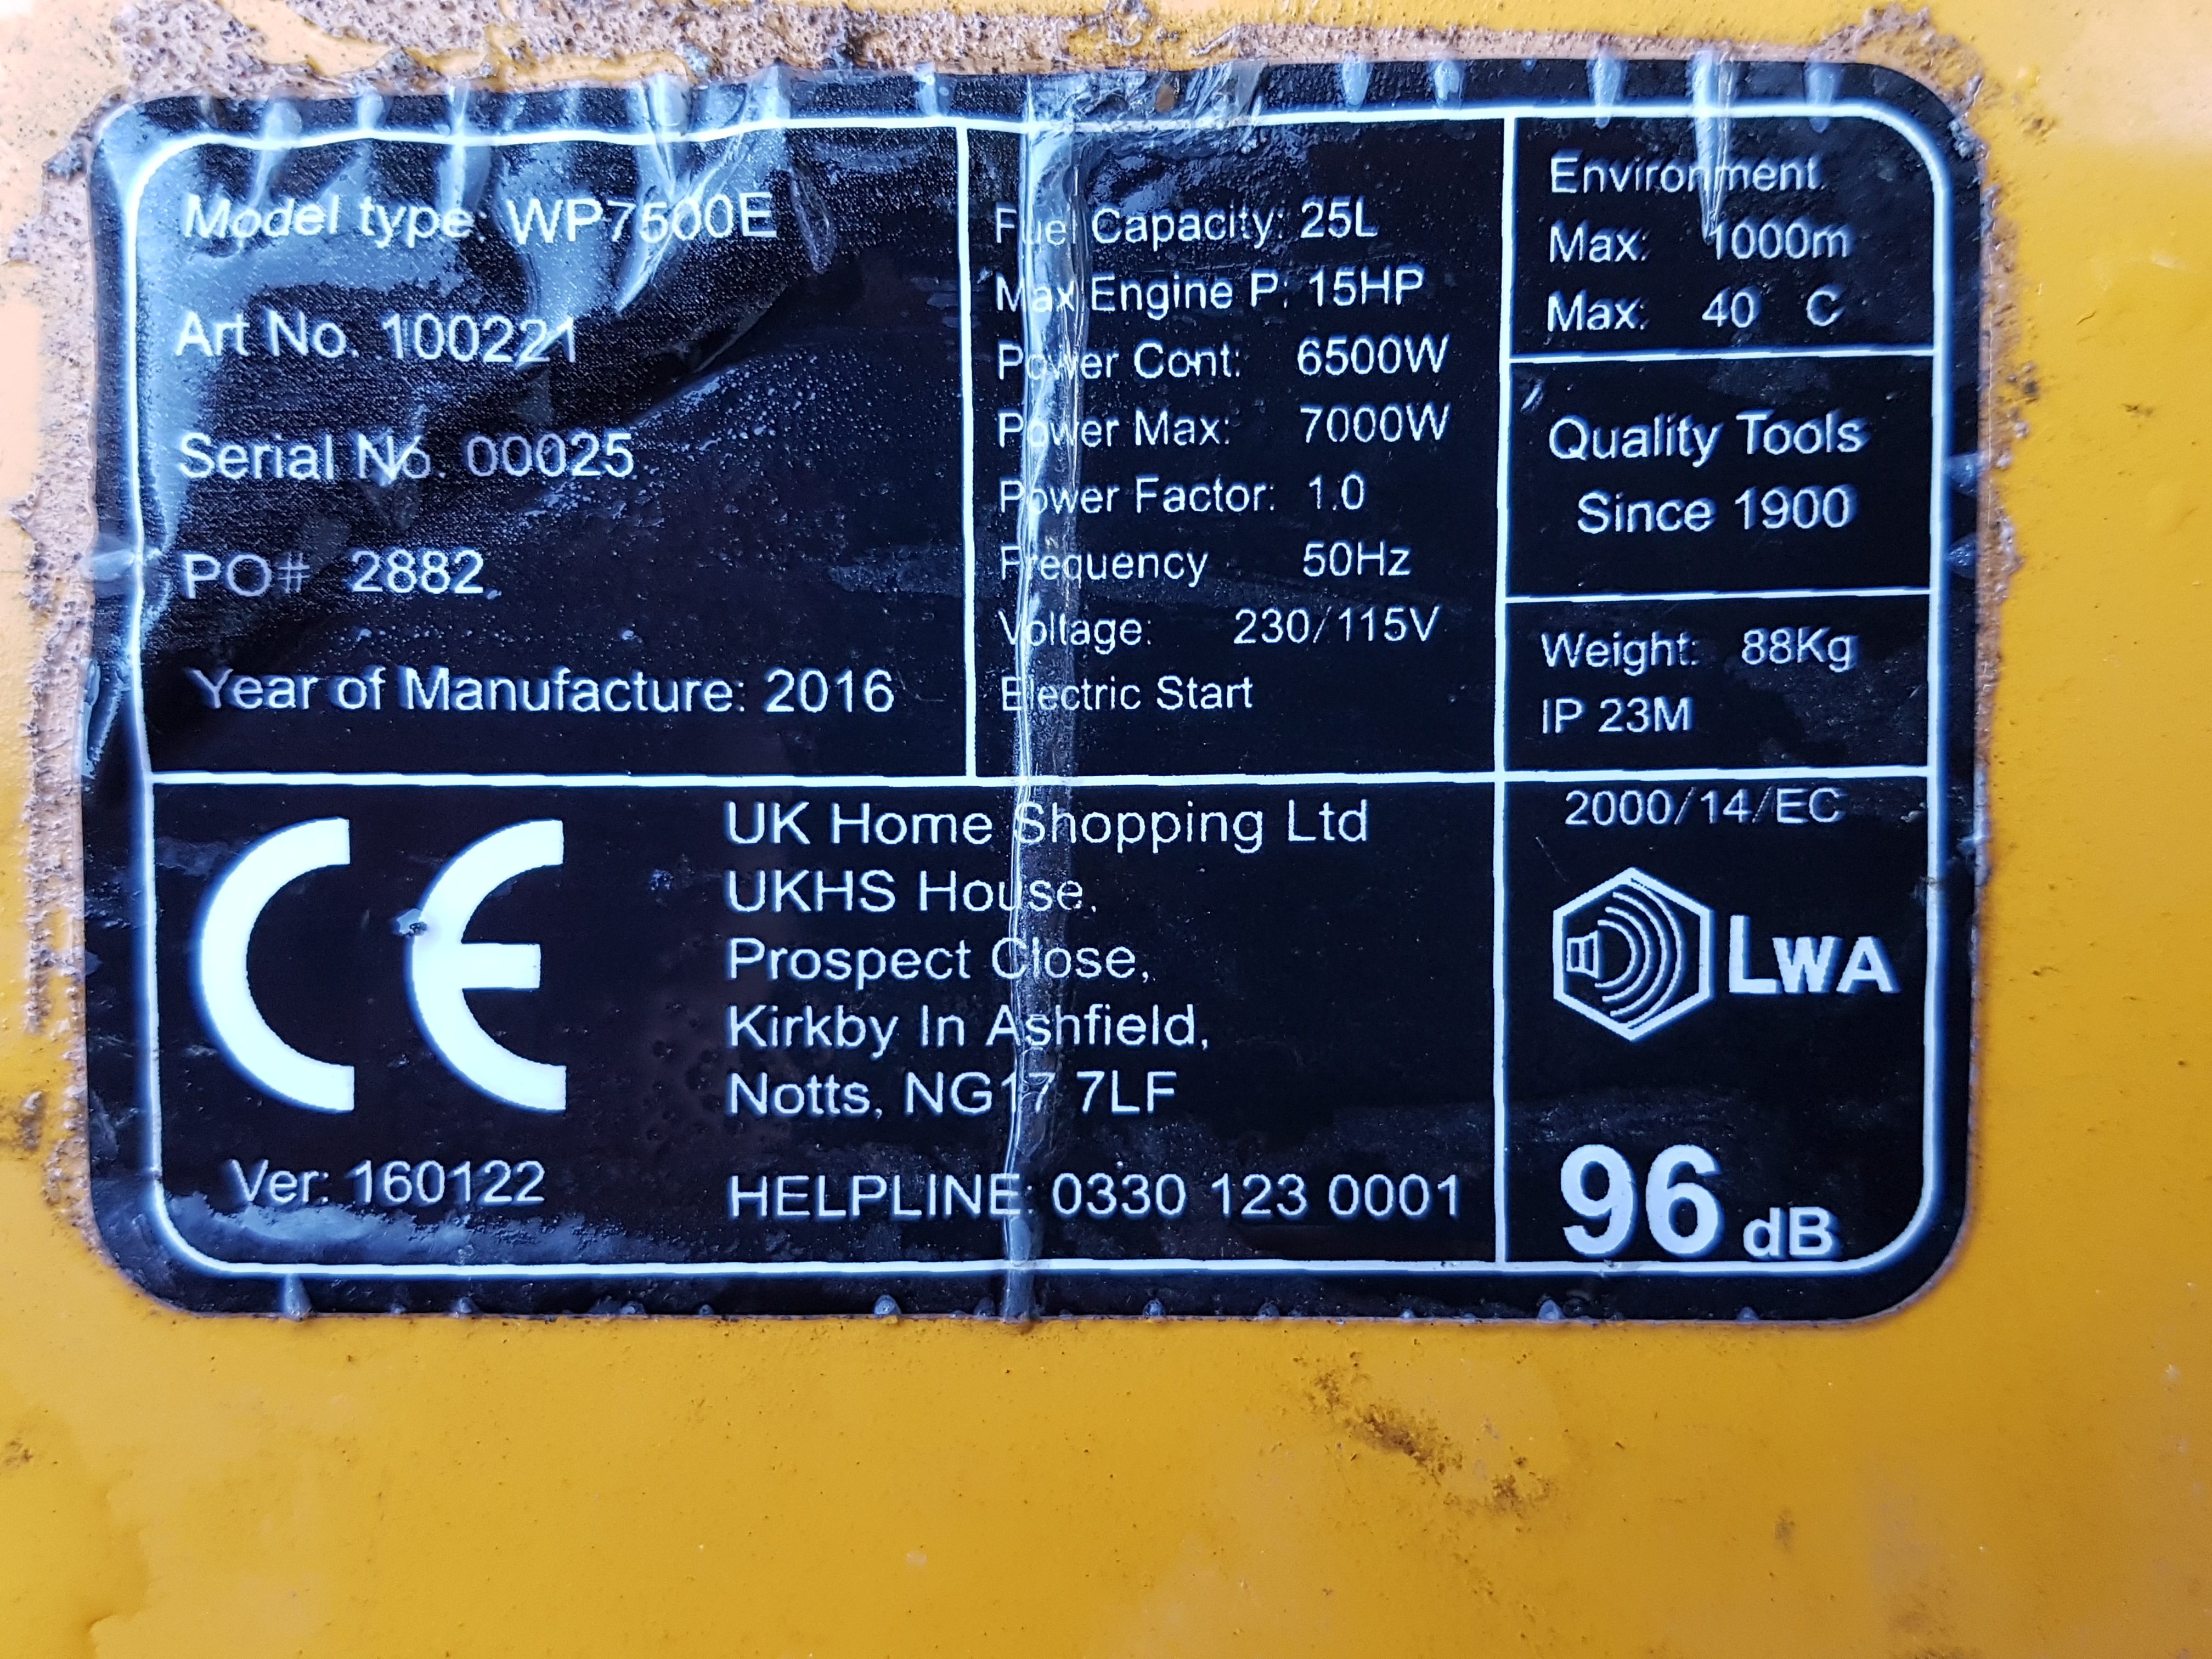 Model type: WP7500E
Art No. 100221
Serial No. 00025
PO# 2882
Year of Manufacture: 2016
Fuel Capacity: 25L
Max Engine P: 15HP
Power Cont: 6500W
Power Max: 7000W
Power Factor: 1.0
Frequency 50Hz
Voltage: 230/115V
Electric Start
Environment
Max: 1000m
Max: 40 C
Quality Tools
Since 1900
Weight: 88Kg
IP 23M
CE
Ver: 160122
UK Home Shopping Ltd
UKHS House,
Prospect Close,
Kirkby In Ashfield,
Notts, NG17 7LF
HELPLINE: 0330 123 0001
2000/14/EC
LWA
96 dB